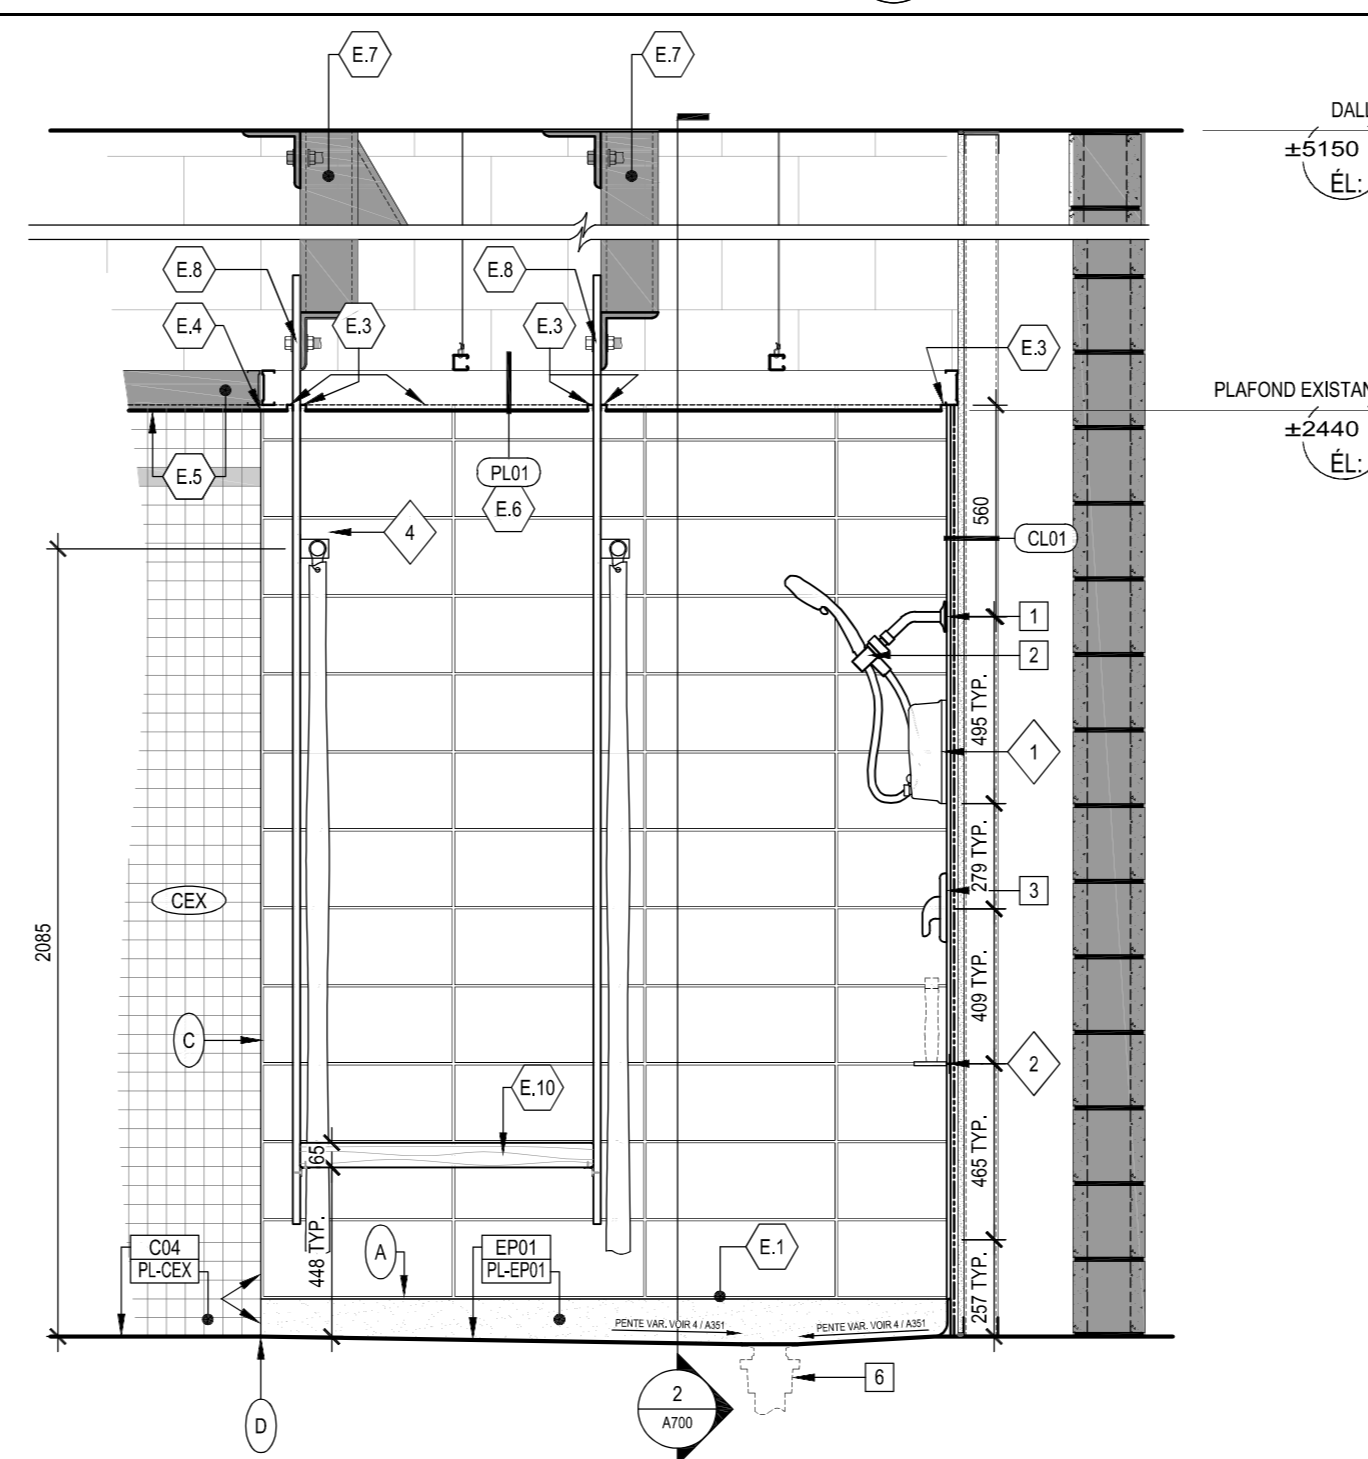 E.7
E.7
DALL
±5150
ÉL:
E.8
E.8
E.4
E.3
E.3
E.3
PLAFOND EXISTAN
±2440
ÉL:
E.5
PL01
E.6
4
560
CL01
1
2
495 TYP.
1
279 TYP.
3
CEX
2085
409 TYP.
C
2
E.10
65
465 TYP.
448 TYP.
C04
PL-CEX
A
EP01
PL-EP01
E.1
257 TYP.
PENTE VAR. VOIR 4 / A351
PENTE VAR. VOIR 4 / A351
6
2
A700
D